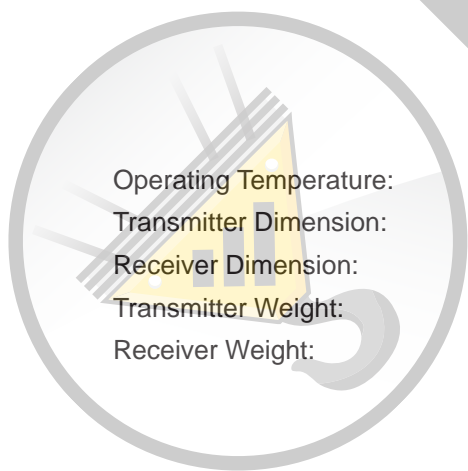 Operating Temperature:
Transmitter Dimension:
Receiver Dimension:
Transmitter Weight:
Receiver Weight: